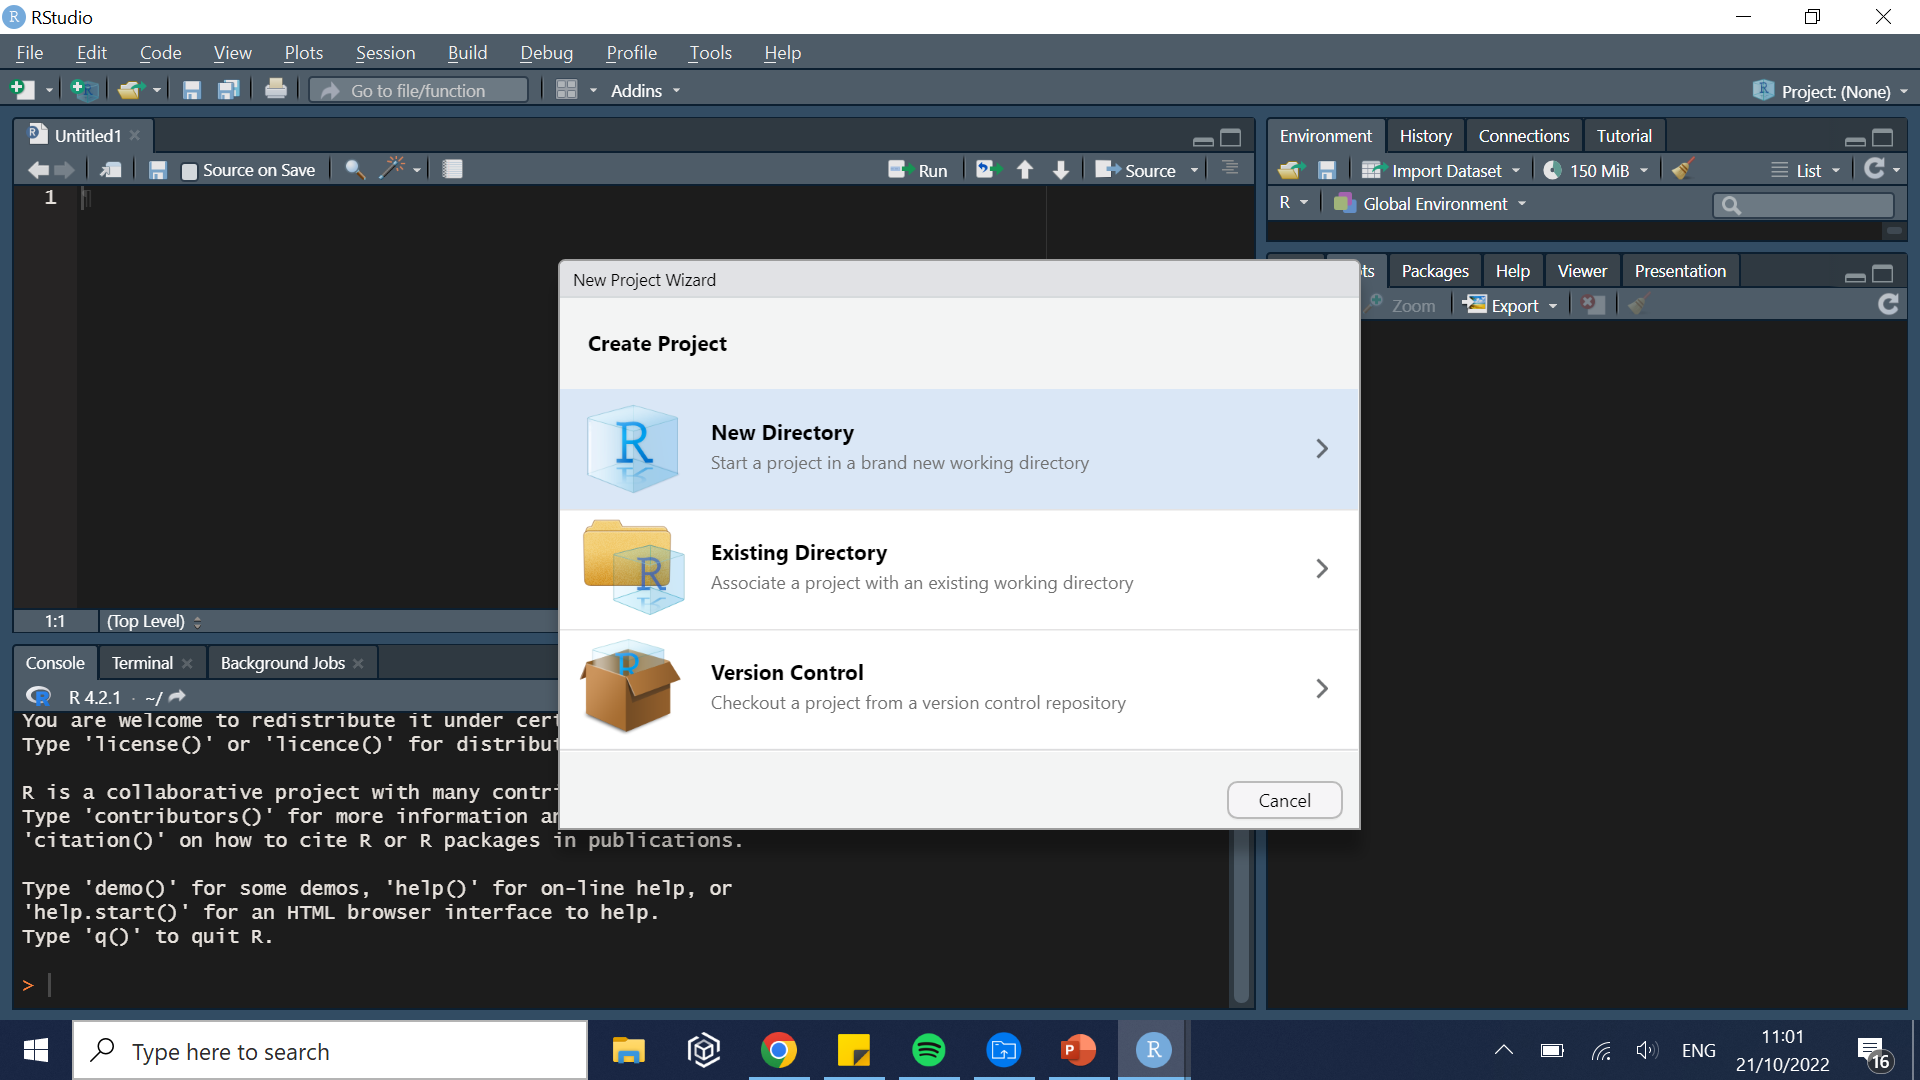 RStudio
File Edit Code View Plots Session Build Debug Profile Tools Help
Go to file/function Addins Project: (None)
Untitled1
Source on Save Run Source
1
1:1 (Top Level)
Environment History Connections Tutorial
Import Dataset 150 MiB List
R Global Environment
ts Packages Help Viewer Presentation
Zoom Export
New Project Wizard
Create Project
New Directory
Start a project in a brand new working directory
Existing Directory
Associate a project with an existing working directory
Version Control
Checkout a project from a version control repository
Cancel
Console Terminal Background Jobs
R 4.2.1 · ~/
You are welcome to redistribute it under cert
Type 'license()' or 'licence()' for distribut
R is a collaborative project with many contri
Type 'contributors()' for more information an
'citation()' on how to cite R or R packages in publications.
Type 'demo()' for some demos, 'help()' for on-line help, or
'help.start()' for an HTML browser interface to help.
Type 'q()' to quit R.
>
Type here to search
ENG
11:01
21/10/2022
16